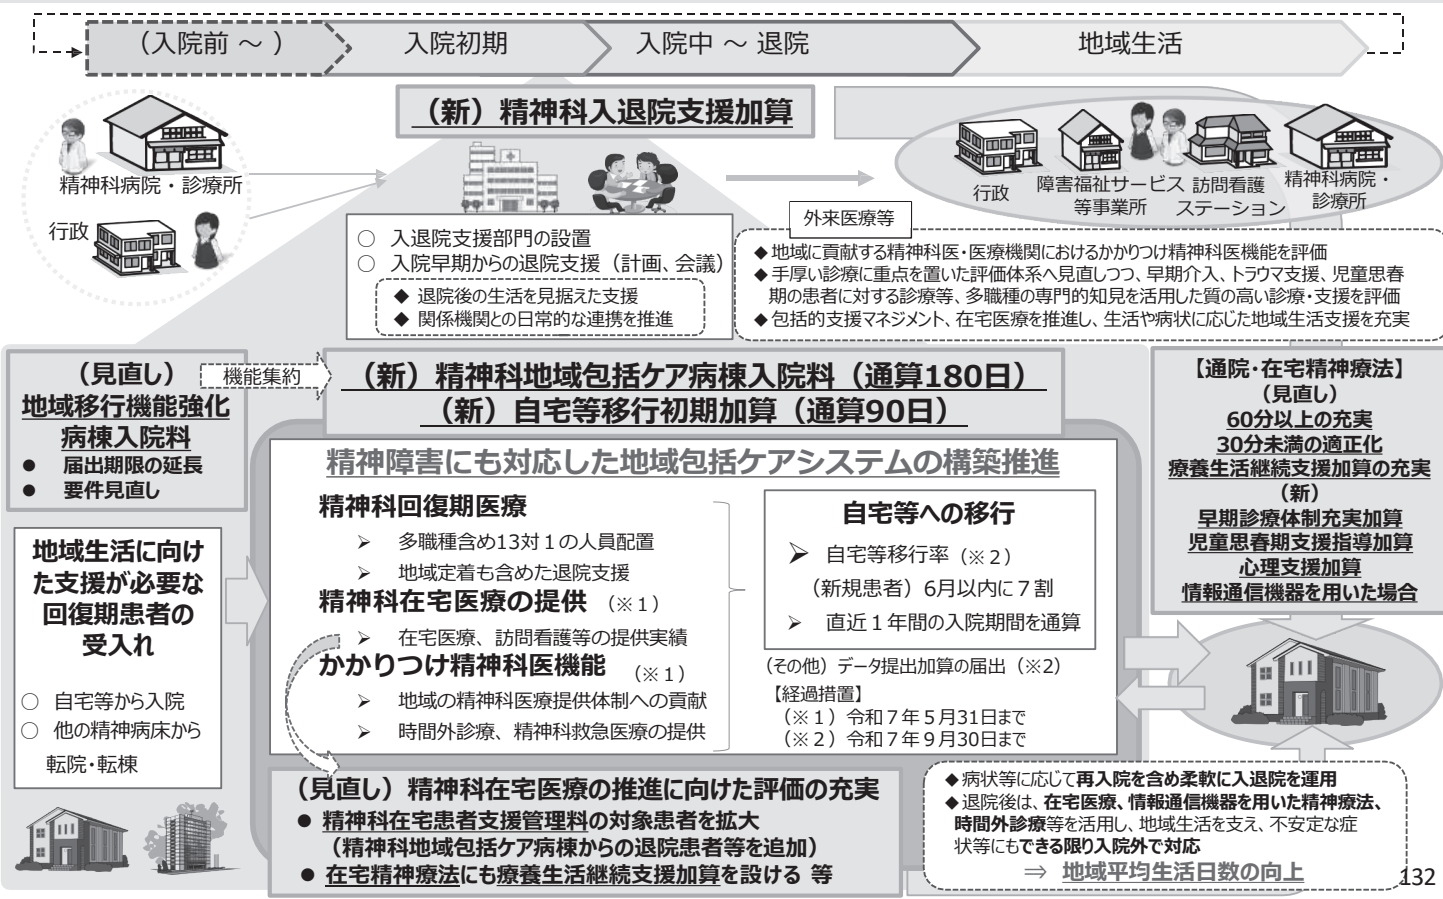 （入院前 ～ ）
入院初期
入院中 ～ 退院
地域生活
（新）精神科入退院支援加算
精神科病院・診療所
行政
行政
障害福祉サービス
等事業所
訪問看護
ステーション
精神科病院・
診療所
○ 入退院支援部門の設置
○ 入院早期からの退院支援（計画、会議）
◆ 退院後の生活を見据えた支援
◆ 関係機関との日常的な連携を推進
外来医療等
◆地域に貢献する精神科医・医療機関におけるかかりつけ精神科医機能を評価
◆手厚い診療に重点を置いた評価体系へ見直しつつ、早期介入、トラウマ支援、児童思春
期の患者に対する診療等、多職種の専門的知見を活用した質の高い診療・支援を評価
◆包括的支援マネジメント、在宅医療を推進し、生活や病状に応じた地域生活支援を充実
（見直し）
地域移行機能強化
病棟入院料
● 届出期限の延長
● 要件見直し
機能集約
（新）精神科地域包括ケア病棟入院料（通算180日）
（新）自宅等移行初期加算（通算90日）
地域生活に向け
た支援が必要な
回復期患者の
受入れ
○ 自宅等から入院
○ 他の精神病床から
転院・転棟
精神障害にも対応した地域包括ケアシステムの構築推進
精神科回復期医療
➢ 多職種含め13対１の人員配置
➢ 地域定着も含めた退院支援
精神科在宅医療の提供 （※１）
➢ 在宅医療、訪問看護等の提供実績
かかりつけ精神科医機能 （※１）
➢ 地域の精神科医療提供体制への貢献
➢ 時間外診療、精神科救急医療の提供
自宅等への移行
➢ 自宅等移行率（※２）
（新規患者）6月以内に７割
➢ 直近１年間の入院期間を通算
（その他）データ提出加算の届出（※2）
【経過措置】
（※１）令和７年５月31日まで
（※２）令和７年９月30日まで
（見直し）精神科在宅医療の推進に向けた評価の充実
● 精神科在宅患者支援管理料の対象患者を拡大
（精神科地域包括ケア病棟からの退院患者等を追加）
● 在宅精神療法にも療養生活継続支援加算を設ける 等
【通院・在宅精神療法】
（見直し）
60分以上の充実
30分未満の適正化
療養生活継続支援加算の充実
（新）
早期診療体制充実加算
児童思春期支援指導加算
心理支援加算
情報通信機器を用いた場合
◆病状等に応じて再入院を含め柔軟に入退院を運用
◆退院後は、在宅医療、情報通信機器を用いた精神療法、
時間外診療等を活用し、地域生活を支え、不安定な症
状等にもできる限り入院外で対応
⇒ 地域平均生活日数の向上
132